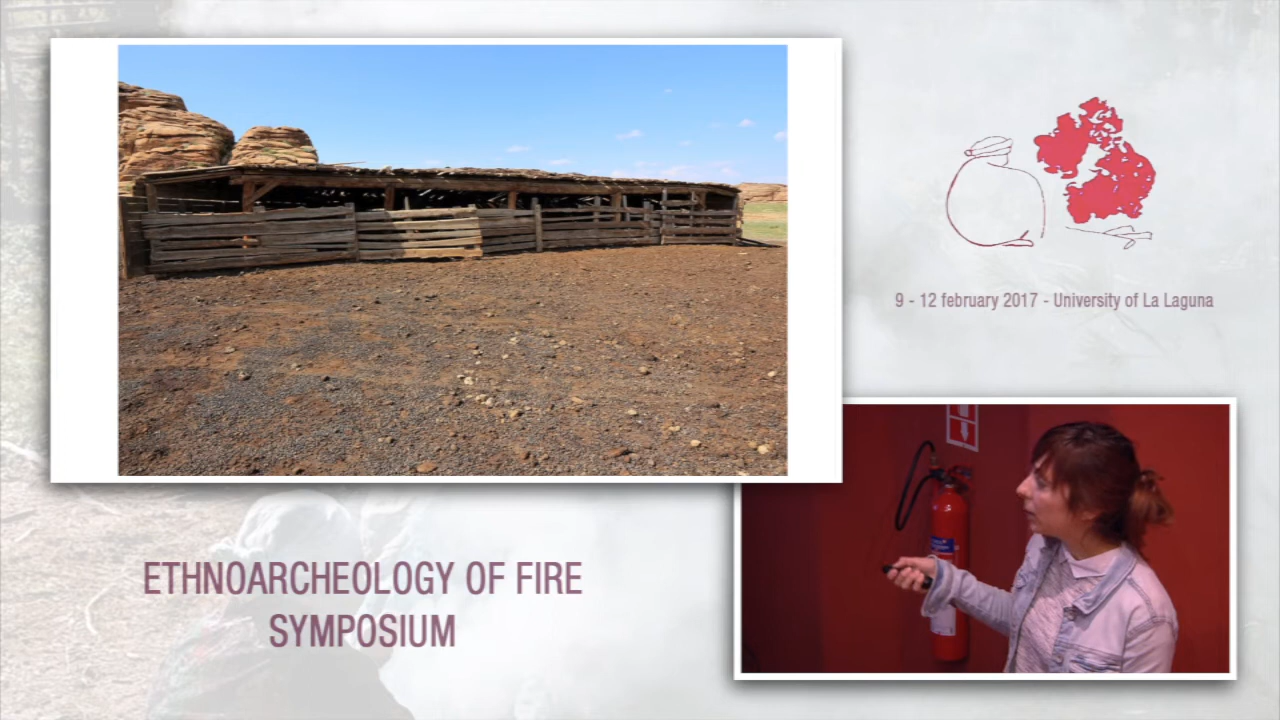 9 - 12 february 2017 - University of La Laguna
ETHNOARCHEOLOGY OF FIRE
SYMPOSIUM